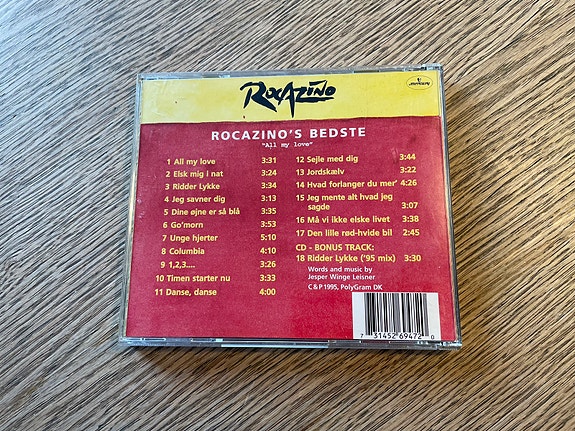 ROCAZINO
MERCURY
ROCAZINO'S BEDSTE
"All my love"
1 All my love 3:31
2 Elsk mig i nat 3:24
3 Ridder Lykke 3:34
4 Jeg savner dig 3:13
5 Dine øjne er så blå 3:35
6 Go'morn 3:53
7 Unge hjerter 5:10
8 Columbia 4:10
9 1,2,3.... 3:26
10 Timen starter nu 3:33
11 Danse, danse 4:00
12 Sejle med dig 3:44
13 Jordskælv 3:22
14 Hvad forlanger du mer' 4:26
15 Jeg mente alt hvad jeg
sagde 3:07
16 Må vi ikke elske livet 3:38
17 Den lille rød-hvide bil 2:45
CD - BONUS TRACK:
18 Ridder Lykke ('95 mix) 3:30
Words and music by
Jesper Winge Leisner
C & P 1995, PolyGram DK
7 31452 69472 0